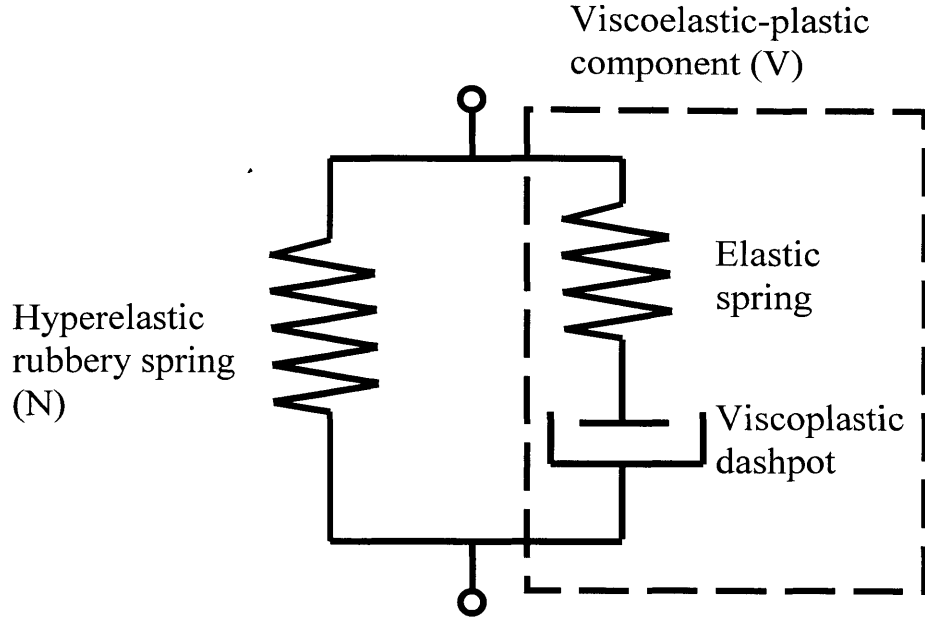 Viscoelastic-plastic
component (V)
Elastic
spring
Hyperelastic
rubbery spring
(N)
Viscoplastic
dashpot